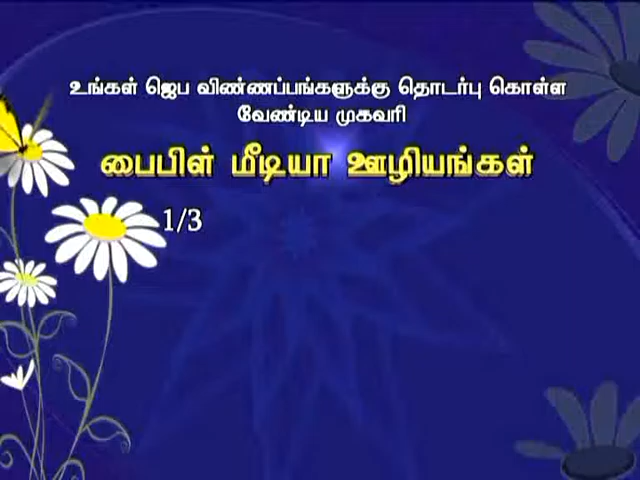 உங்கள் ஜெப விண்ணப்பங்களுக்கு தொடர்பு கொள்ள
வேண்டிய முகவரி
பைபிள் மீடியா ஊழியங்கள்
1/3